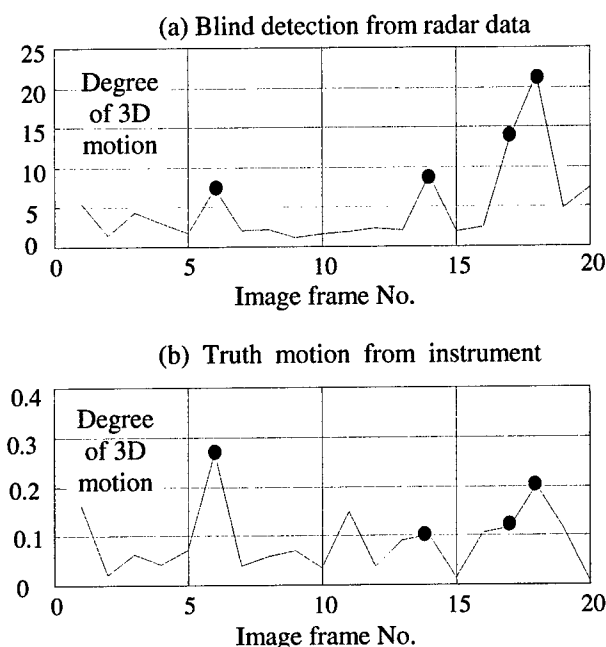 (a) Blind detection from radar data
25
20
15
10
5
0
Degree
of 3D
motion
0 5 10 15 20
Image frame No.
(b) Truth motion from instrument
0.4
0.3
0.2
0.1
0
Degree
of 3D
motion
0 5 10 15 20
Image frame No.